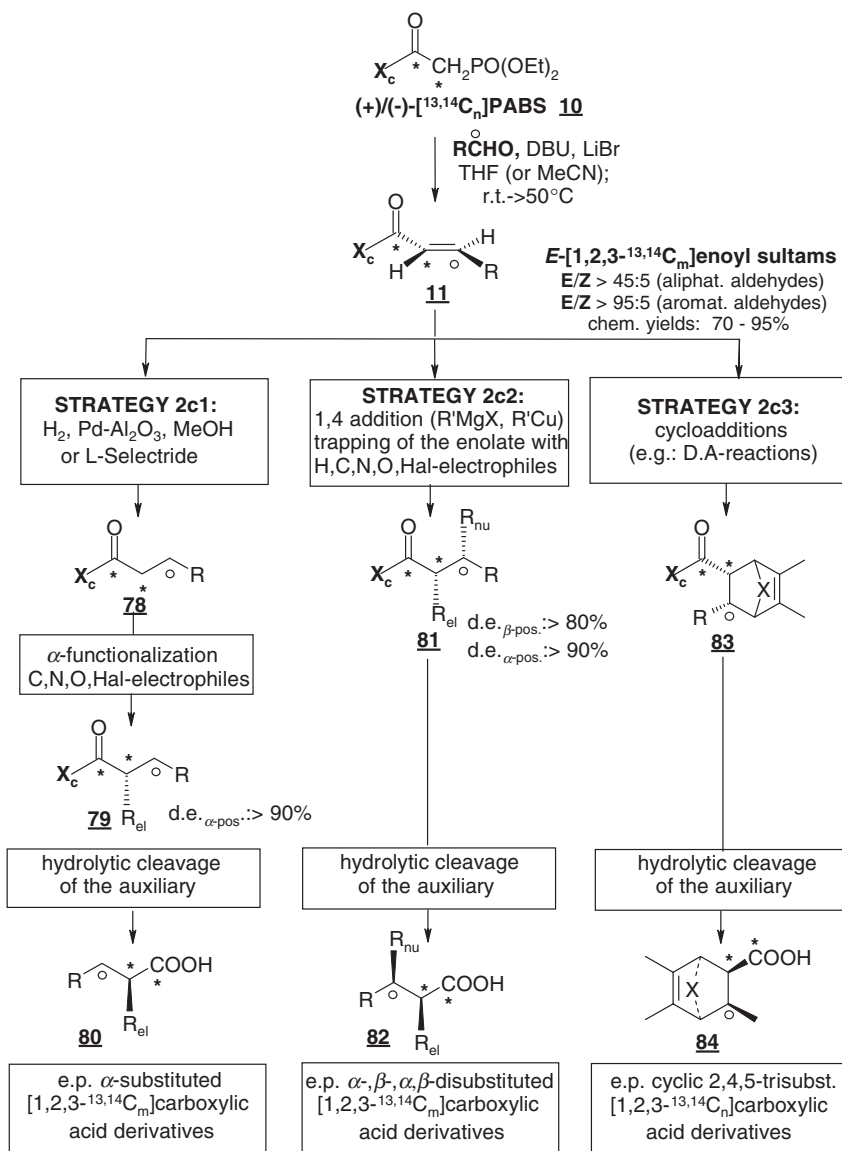 O
X_c * CH₂PO(OEt)₂
*
(+)/(-)-[¹³,¹⁴Cₙ]PABS 10
○
RCHO, DBU, LiBr
THF (or MeCN);
r.t.->50°C
O
H
X_c *
H * ○ R
11
E-[1,2,3-¹³,¹⁴Cₘ]enoyl sultams
E/Z > 45:5 (aliphat. aldehydes)
E/Z > 95:5 (aromat. aldehydes)
chem. yields: 70 - 95%
STRATEGY 2c1:
H₂, Pd-Al₂O₃, MeOH
or L-Selectride
STRATEGY 2c2:
1,4 addition (R'MgX, R'Cu)
trapping of the enolate with
H,C,N,O,Hal-electrophiles
STRATEGY 2c3:
cycloadditions
(e.g.: D.A-reactions)
O
X_c * * ○ R
78
α-functionalization
C,N,O,Hal-electrophiles
O
X_c * * ○ R
R_el
79
d.e.α-pos.:> 90%
O R_nu
X_c * * ○ R
R_el
81
d.e.β-pos.:> 80%
d.e.α-pos.:> 90%
O
X_c * * X
R ○
83
hydrolytic cleavage
of the auxiliary
hydrolytic cleavage
of the auxiliary
hydrolytic cleavage
of the auxiliary
R ○ * COOH
*
R_el
80
R_nu
R ○ * COOH
*
R_el
82
* COOH
X * ○
84
e.p. α-substituted
[1,2,3-¹³,¹⁴Cₘ]carboxylic
acid derivatives
e.p. α-,β-,α,β-disubstituted
[1,2,3-¹³,¹⁴Cₘ]carboxylic
acid derivatives
e.p. cyclic 2,4,5-trisubst.
[1,2,3-¹³,¹⁴Cₙ]carboxylic
acid derivatives